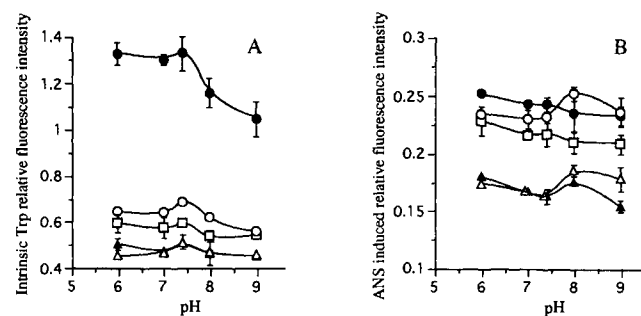 A
Intrinsic Trp relative fluorescence intensity
1.4
1.2
1
0.8
0.6
0.4
5 6 7 8 9
pH
B
ANS induced relative fluorescence intensity
0.3
0.25
0.2
0.15
0.1
5 6 7 8 9
pH